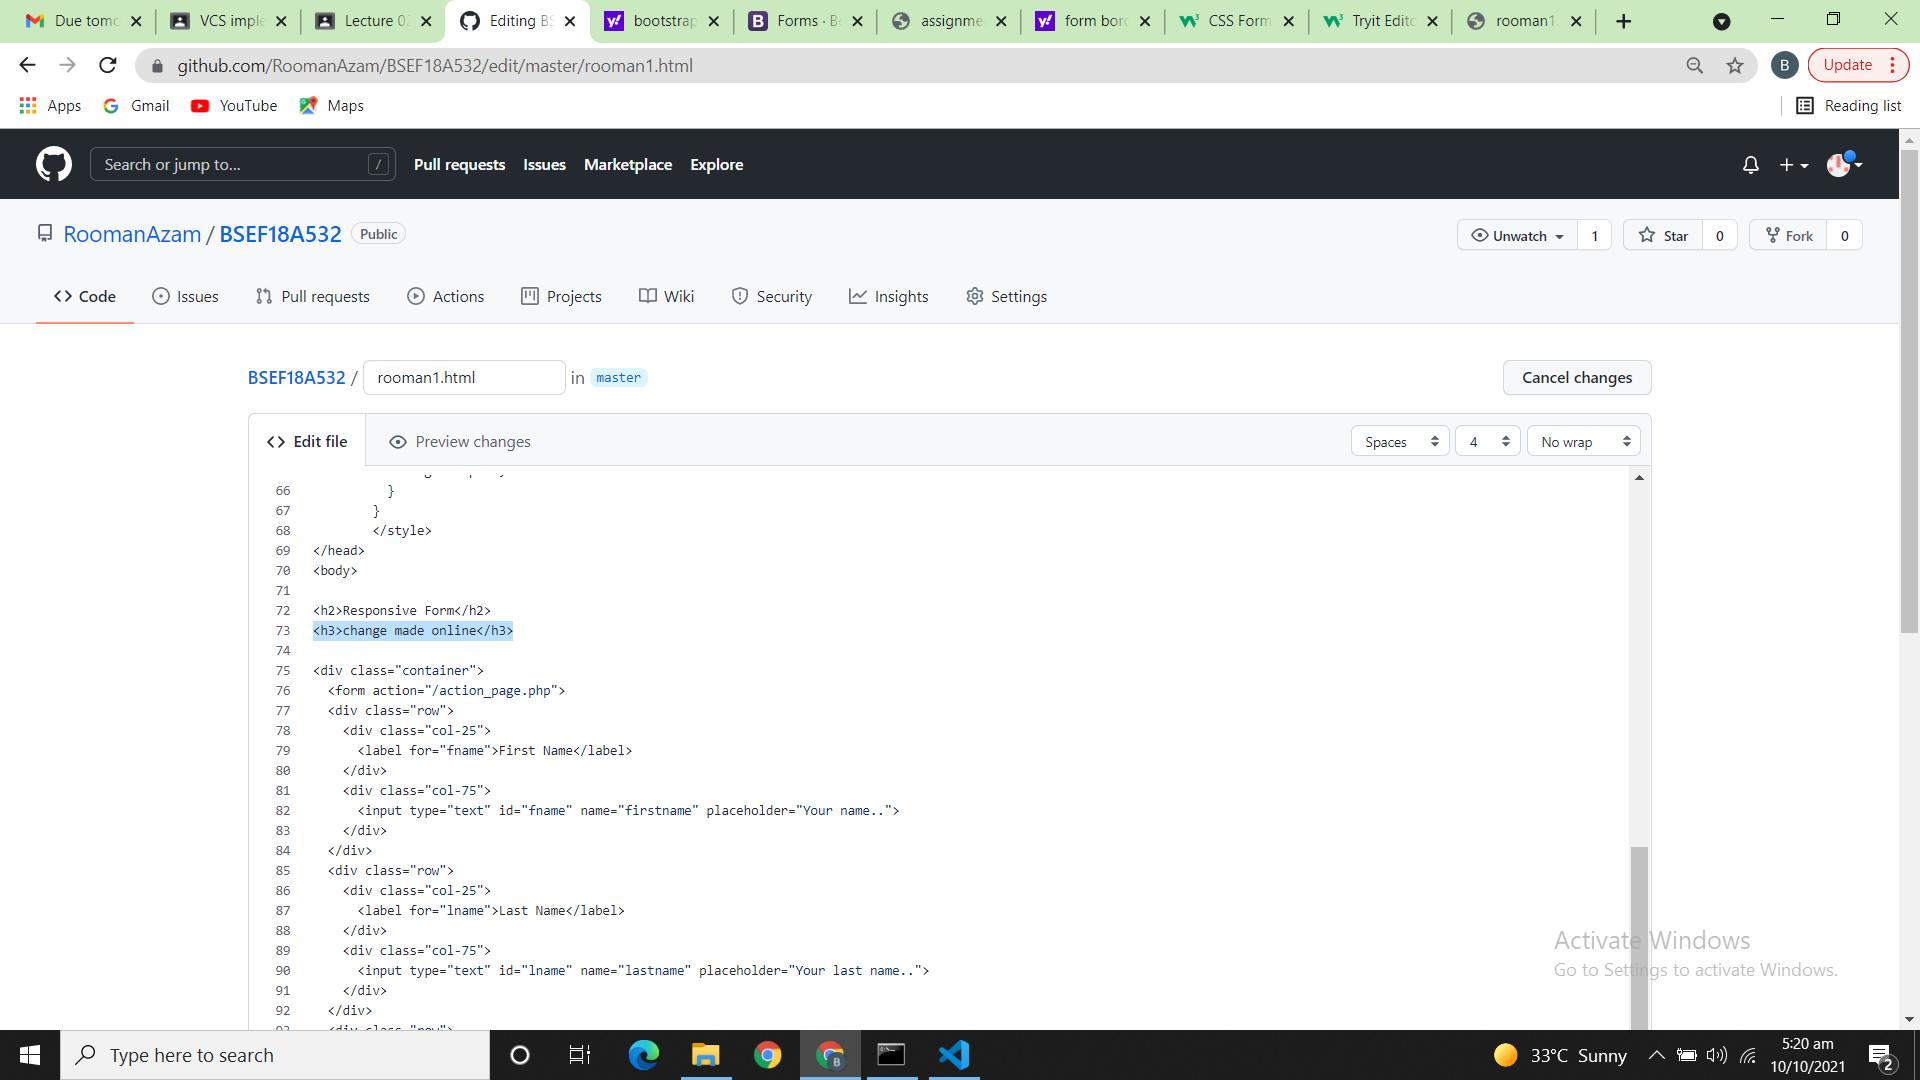 Due tomo
VCS imple
Lecture 02
Editing BS
bootstrap
Forms · Bo
assignme
form bord
CSS Form
Tryit Edito
rooman1.
github.com/RoomanAzam/BSEF18A532/edit/master/rooman1.html
B
Update
Apps
Gmail
YouTube
Maps
Reading list
Search or jump to...
/
Pull requests
Issues
Marketplace
Explore
RoomanAzam / BSEF18A532 Public
Unwatch 1
Star 0
Fork 0
Code
Issues
Pull requests
Actions
Projects
Wiki
Security
Insights
Settings
BSEF18A532 / rooman1.html in master
Cancel changes
Edit file
Preview changes
Spaces
4
No wrap
66 }
67 }
68 </style>
69 </head>
70 <body>
71
72 <h2>Responsive Form</h2>
73 <h3>change made online</h3>
74
75 <div class="container">
76 <form action="/action_page.php">
77 <div class="row">
78 <div class="col-25">
79 <label for="fname">First Name</label>
80 </div>
81 <div class="col-75">
82 <input type="text" id="fname" name="firstname" placeholder="Your name..">
83 </div>
84 </div>
85 <div class="row">
86 <div class="col-25">
87 <label for="lname">Last Name</label>
88 </div>
89 <div class="col-75">
90 <input type="text" id="lname" name="lastname" placeholder="Your last name..">
91 </div>
92 </div>
93 <div class="row">
Activate Windows
Go to Settings to activate Windows.
Type here to search
B
33°C Sunny
5:20 am
10/10/2021
2